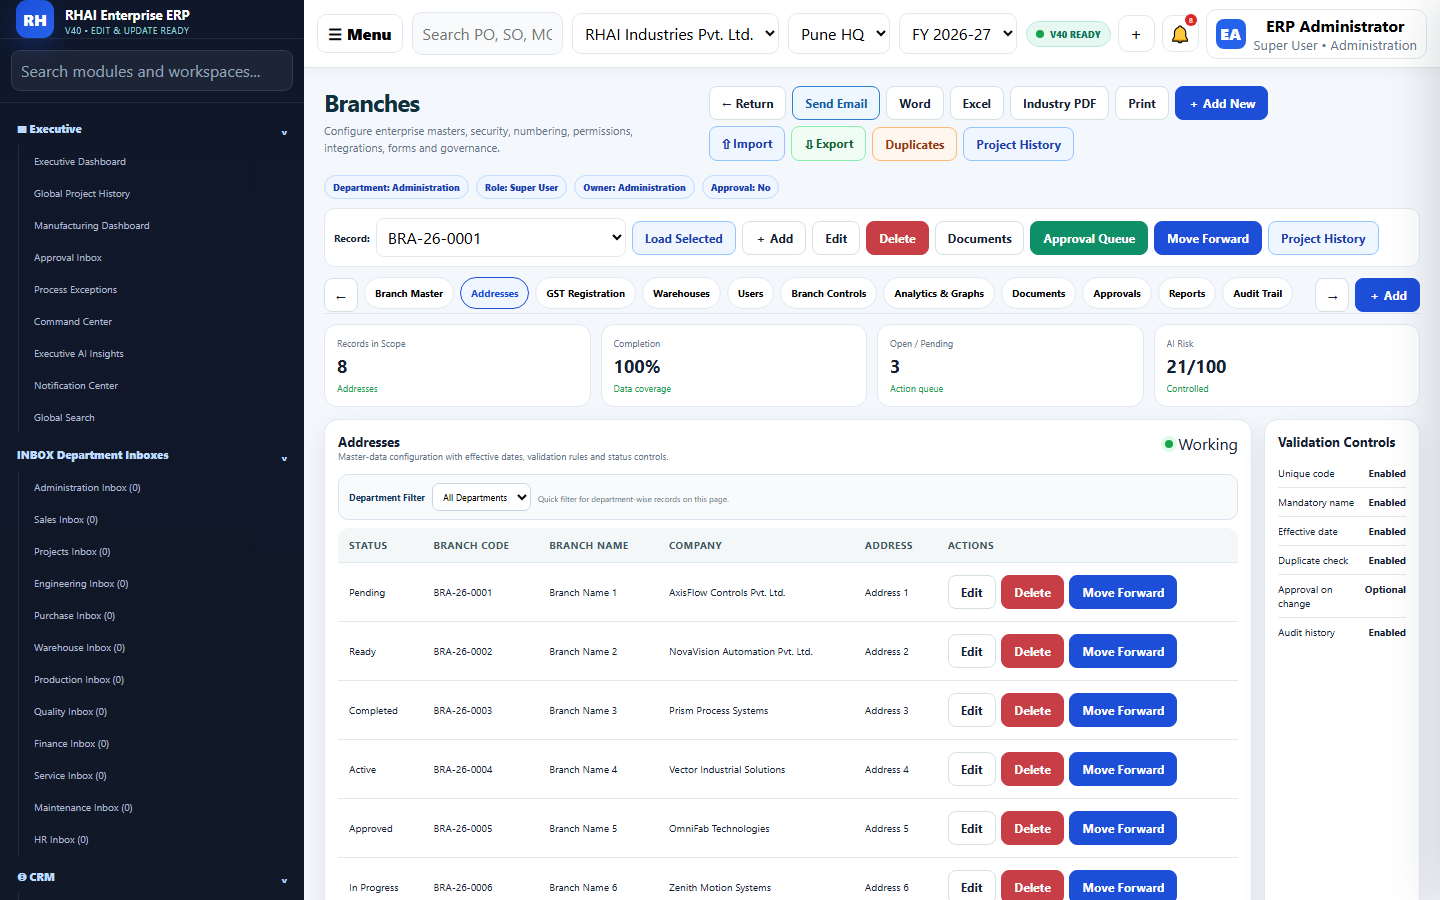 RH
RHAI Enterprise ERP
V40 • EDIT & UPDATE READY
Search modules and workspaces...
Executive
Executive Dashboard
Global Project History
Manufacturing Dashboard
Approval Inbox
Process Exceptions
Command Center
Executive AI Insights
Notification Center
Global Search
INBOX Department Inboxes
Administration Inbox (0)
Sales Inbox (0)
Projects Inbox (0)
Engineering Inbox (0)
Purchase Inbox (0)
Warehouse Inbox (0)
Production Inbox (0)
Quality Inbox (0)
Finance Inbox (0)
Service Inbox (0)
Maintenance Inbox (0)
HR Inbox (0)
CRM
☰ Menu
Search PO, SO, MC
RHAI Industries Pvt. Ltd.
Pune HQ
FY 2026-27
V40 READY
+
8
EA
ERP Administrator
Super User • Administration
Branches
Configure enterprise masters, security, numbering, permissions,
integrations, forms and governance.
← Return
Send Email
Word
Excel
Industry PDF
Print
+ Add New
⇧ Import
⇩ Export
Duplicates
Project History
Department: Administration
Role: Super User
Owner: Administration
Approval: No
Record:
BRA-26-0001
Load Selected
+ Add
Edit
Delete
Documents
Approval Queue
Move Forward
Project History
←
Branch Master
Addresses
GST Registration
Warehouses
Users
Branch Controls
Analytics & Graphs
Documents
Approvals
Reports
Audit Trail
→
+ Add
Records in Scope
8
Addresses
Completion
100%
Data coverage
Open / Pending
3
Action queue
AI Risk
21/100
Controlled
Addresses
Master-data configuration with effective dates, validation rules and status controls.
Working
Department Filter
All Departments
Quick filter for department-wise records on this page.
STATUS BRANCH CODE BRANCH NAME COMPANY ADDRESS ACTIONS
Pending BRA-26-0001 Branch Name 1 AxisFlow Controls Pvt. Ltd. Address 1 Edit Delete Move Forward
Ready BRA-26-0002 Branch Name 2 NovaVision Automation Pvt. Ltd. Address 2 Edit Delete Move Forward
Completed BRA-26-0003 Branch Name 3 Prism Process Systems Address 3 Edit Delete Move Forward
Active BRA-26-0004 Branch Name 4 Vector Industrial Solutions Address 4 Edit Delete Move Forward
Approved BRA-26-0005 Branch Name 5 OmniFab Technologies Address 5 Edit Delete Move Forward
In Progress BRA-26-0006 Branch Name 6 Zenith Motion Systems Address 6 Edit Delete Move Forward
Validation Controls
Unique code Enabled
Mandatory name Enabled
Effective date Enabled
Duplicate check Enabled
Approval on change Optional
Audit history Enabled